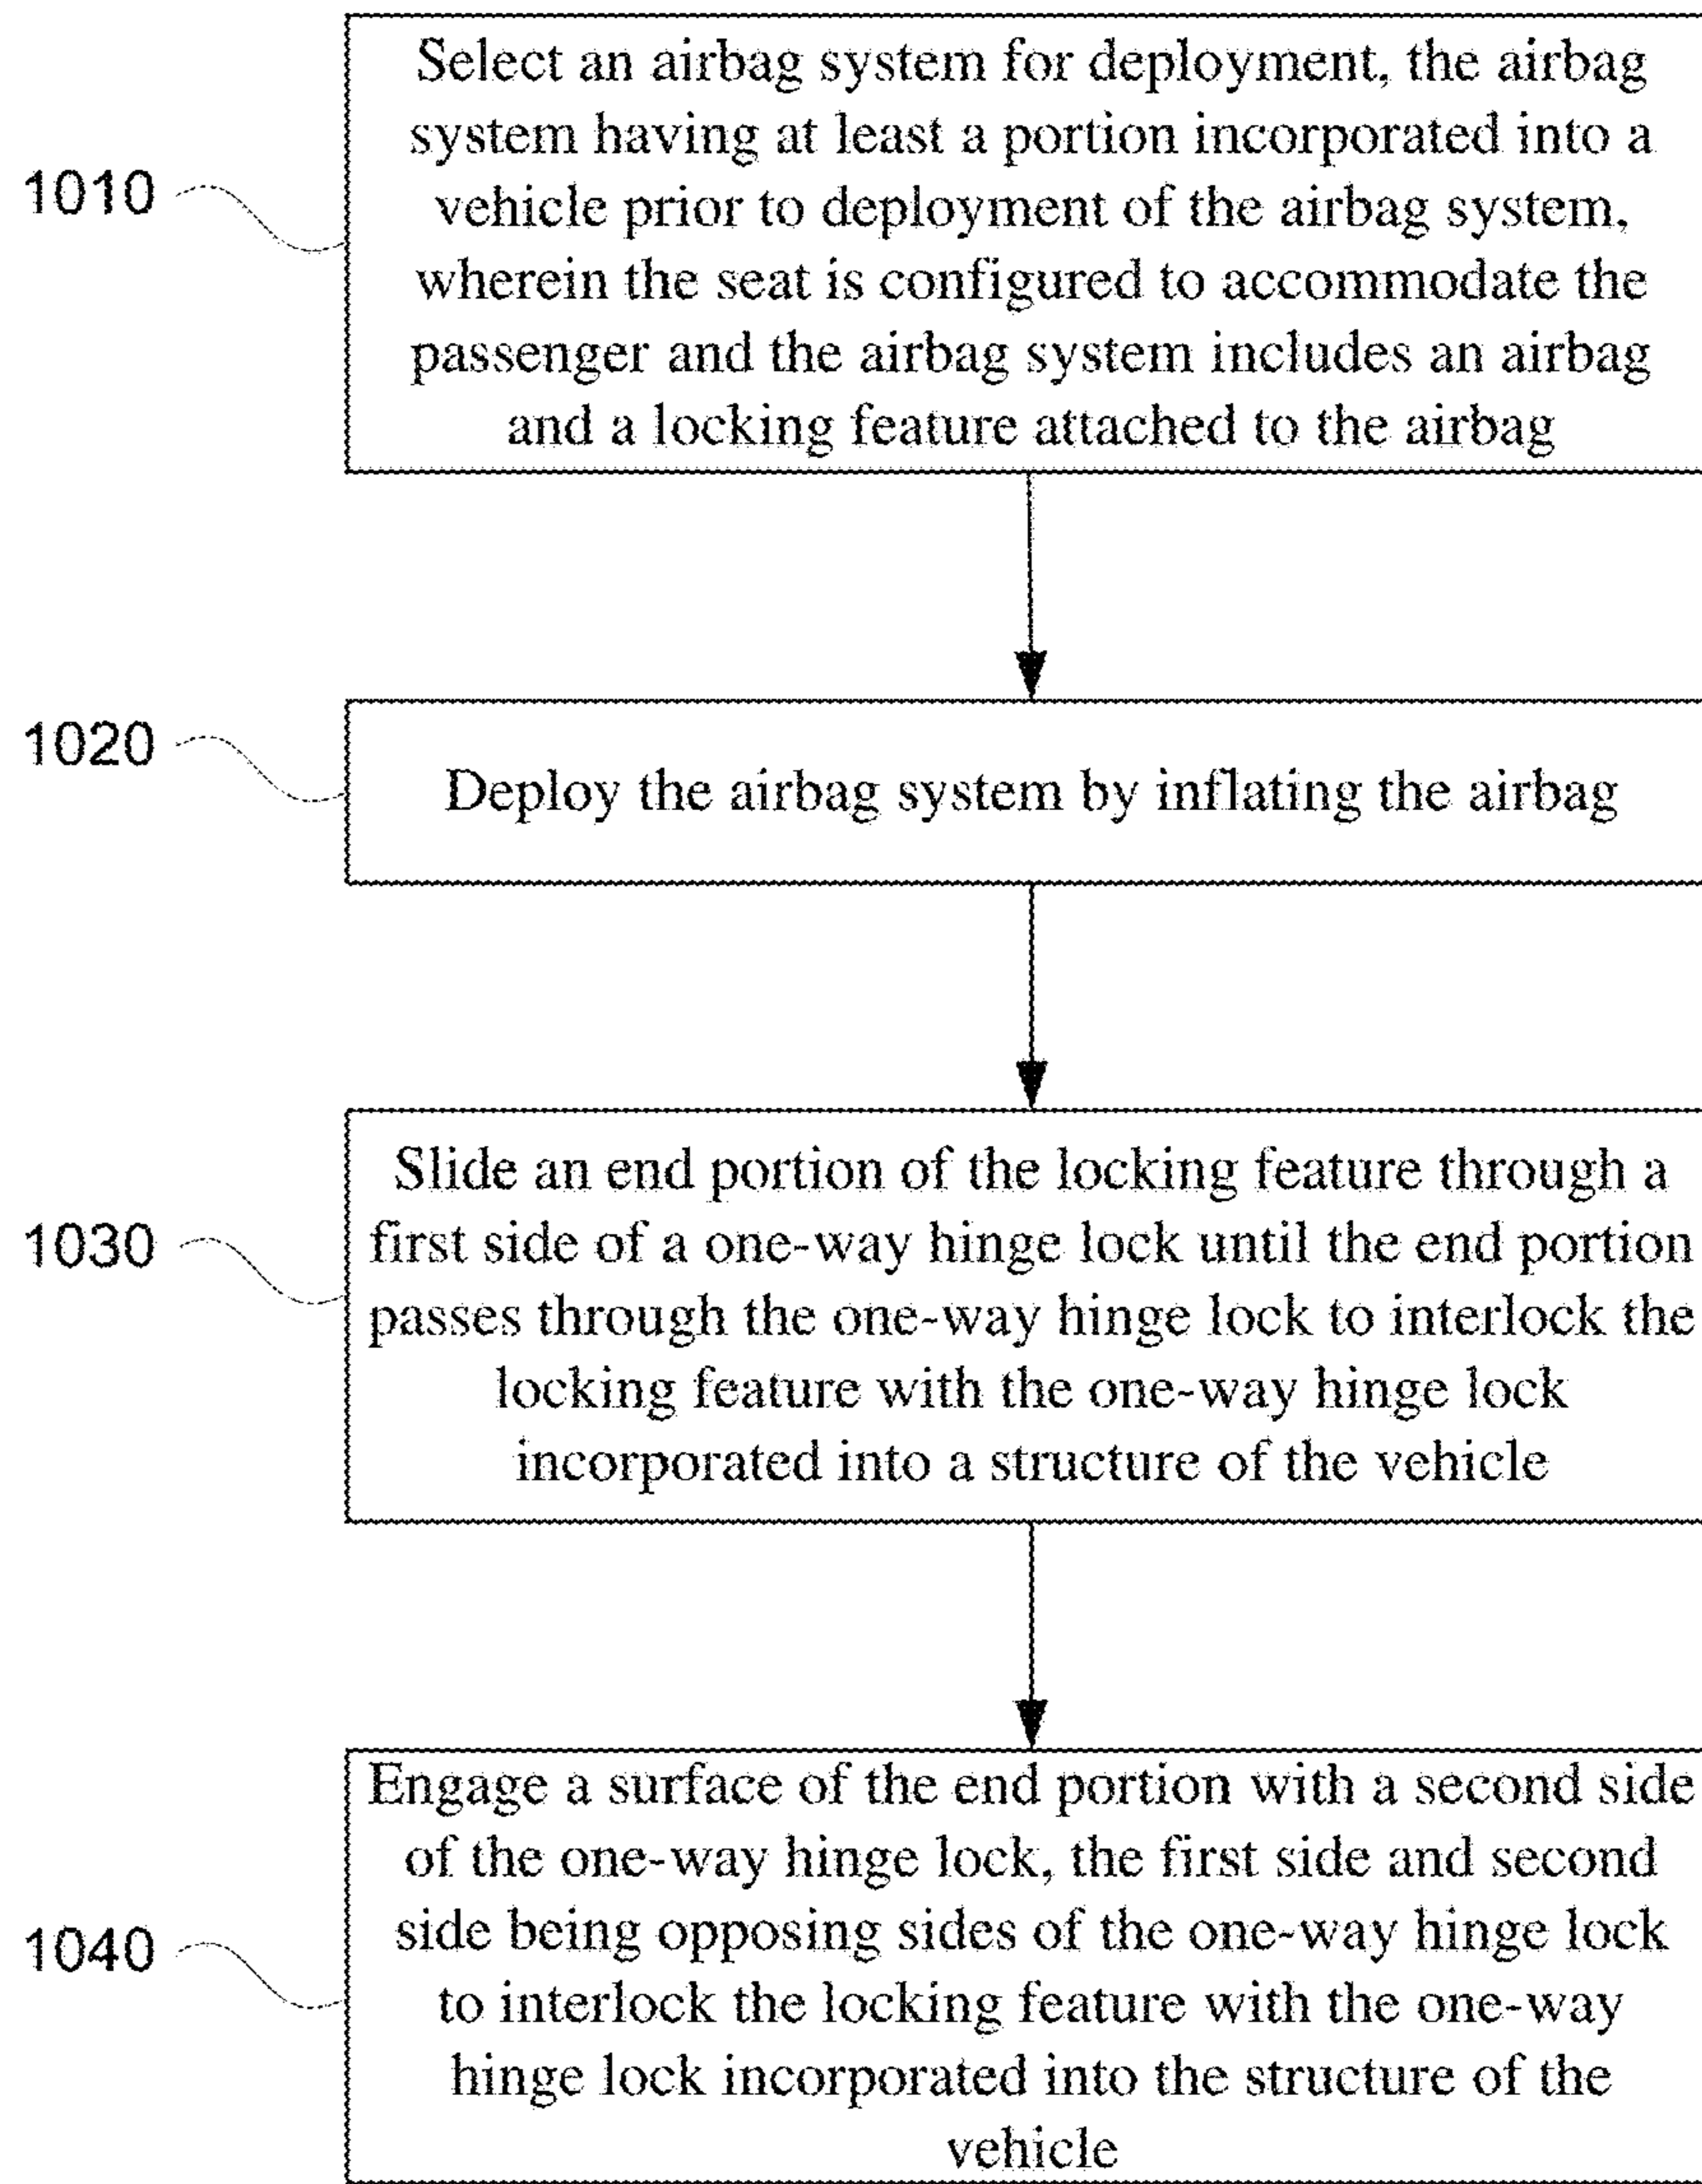 1010
Select an airbag system for deployment, the airbag
system having at least a portion incorporated into a
vehicle prior to deployment of the airbag system,
wherein the seat is configured to accommodate the
passenger and the airbag system includes an airbag
and a locking feature attached to the airbag
1020
Deploy the airbag system by inflating the airbag
1030
Slide an end portion of the locking feature through a
first side of a one-way hinge lock until the end portion
passes through the one-way hinge lock to interlock the
locking feature with the one-way hinge lock
incorporated into a structure of the vehicle
1040
Engage a surface of the end portion with a second side
of the one-way hinge lock, the first side and second
side being opposing sides of the one-way hinge lock
to interlock the locking feature with the one-way
hinge lock incorporated into the structure of the
vehicle